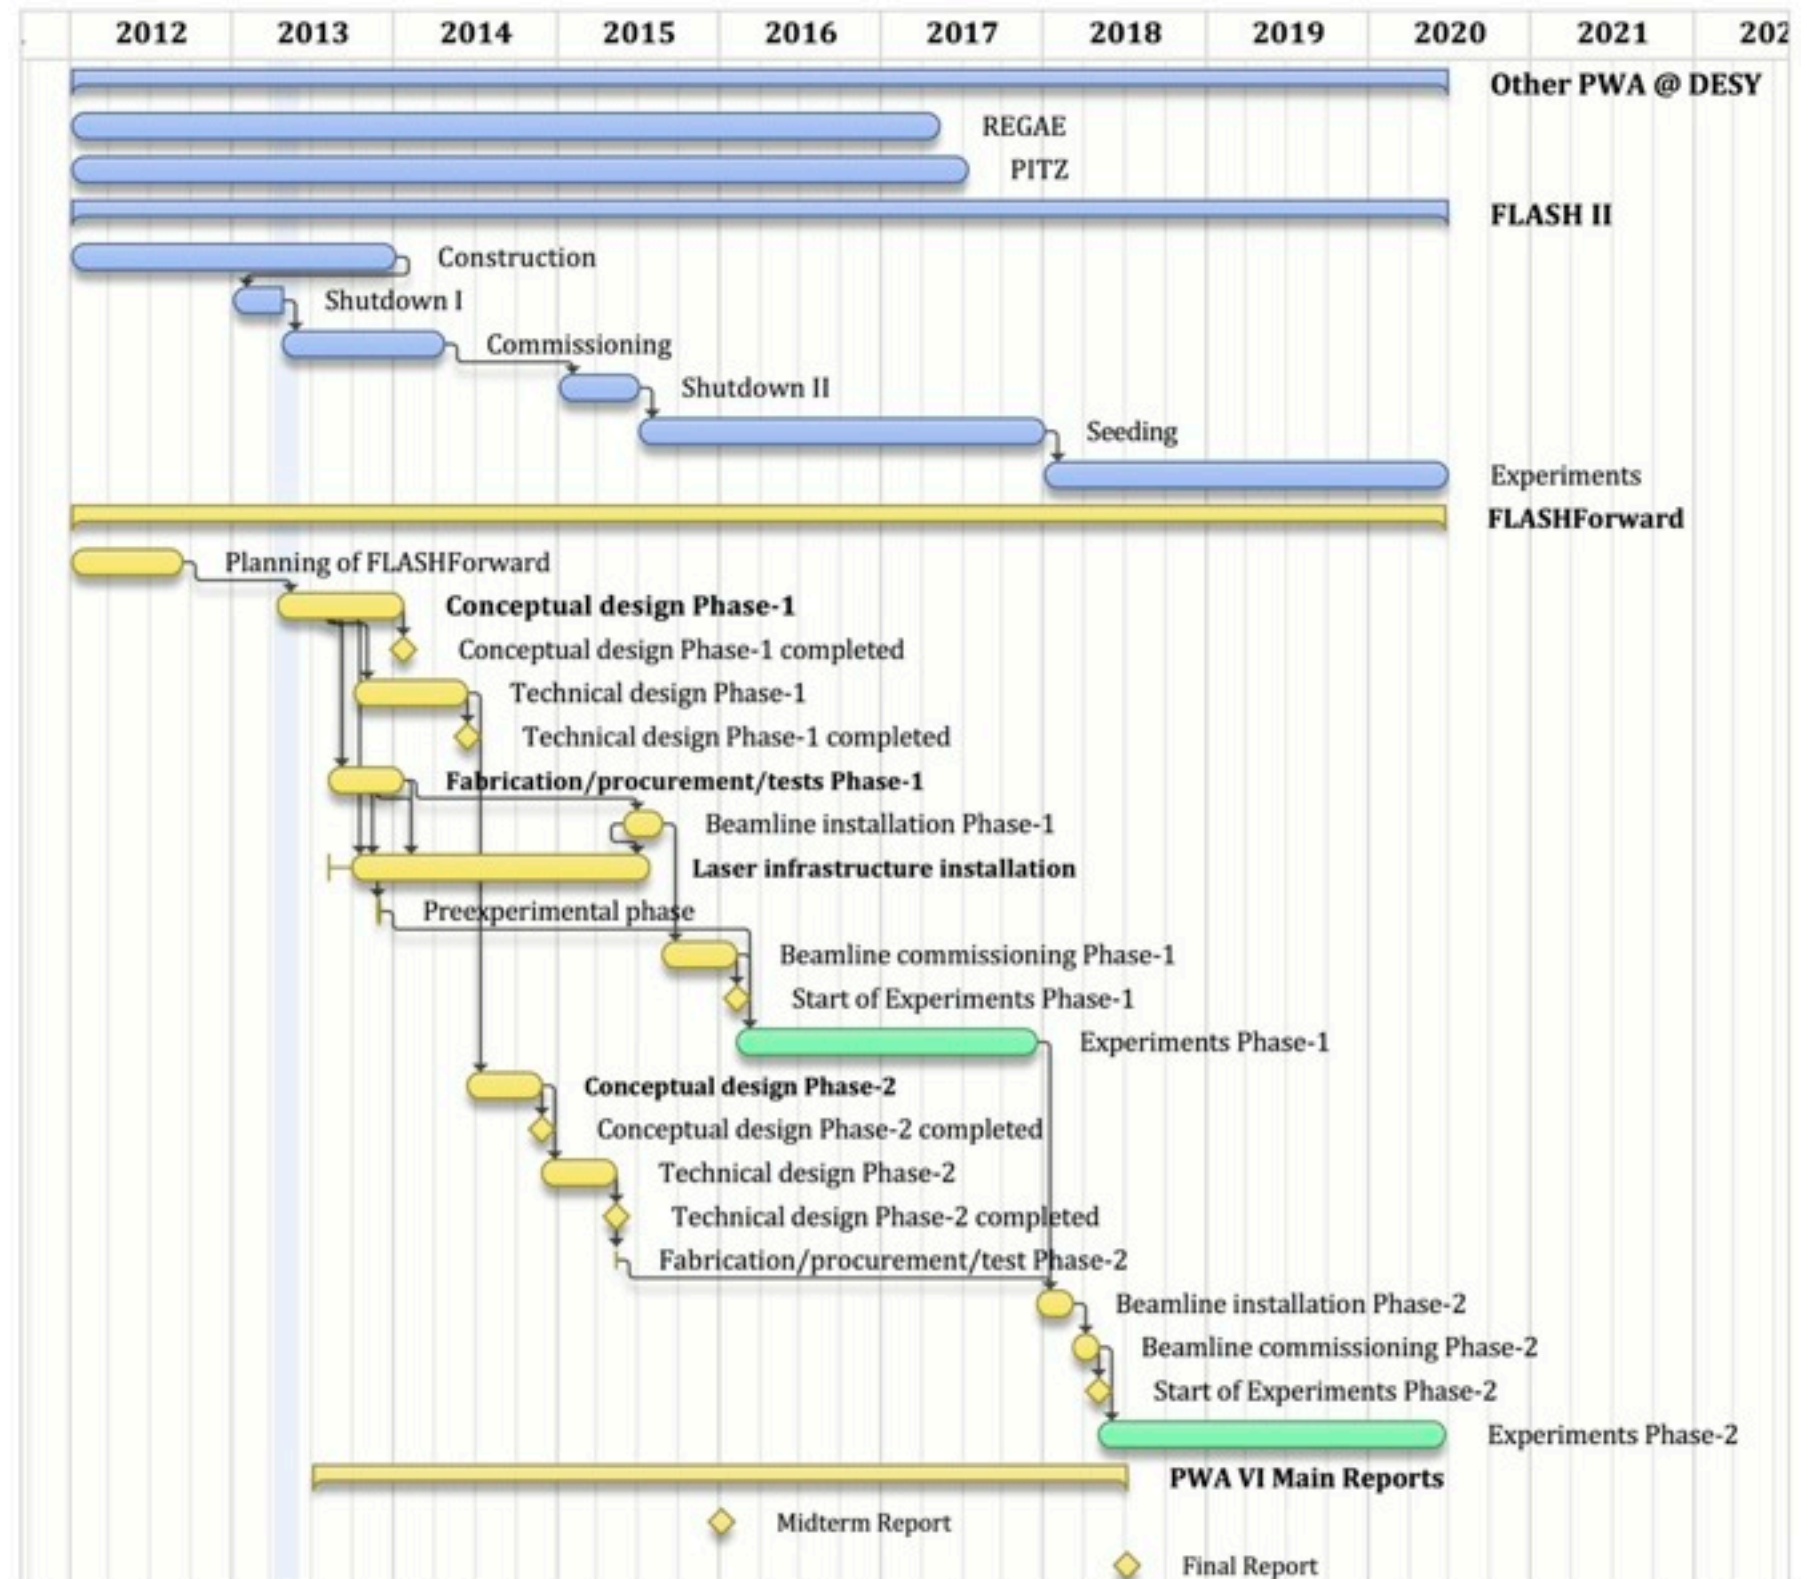 2012 2013 2014 2015 2016 2017 2018 2019 2020 2021
Other PWA @ DESY
REGAE
PITZ
FLASH II
Construction
Shutdown I
Commissioning
Shutdown II
Seeding
Experiments
FLASHForward
Planning of FLASHForward
Conceptual design Phase-1
Conceptual design Phase-1 completed
Technical design Phase-1
Technical design Phase-1 completed
Fabrication/procurement/tests Phase-1
Beamline installation Phase-1
Laser infrastructure installation
Preexperimental phase
Beamline commissioning Phase-1
Start of Experiments Phase-1
Experiments Phase-1
Conceptual design Phase-2
Conceptual design Phase-2 completed
Technical design Phase-2
Technical design Phase-2 completed
Fabrication/procurement/test Phase-2
Beamline installation Phase-2
Beamline commissioning Phase-2
Start of Experiments Phase-2
Experiments Phase-2
PWA VI Main Reports
Midterm Report
Final Report